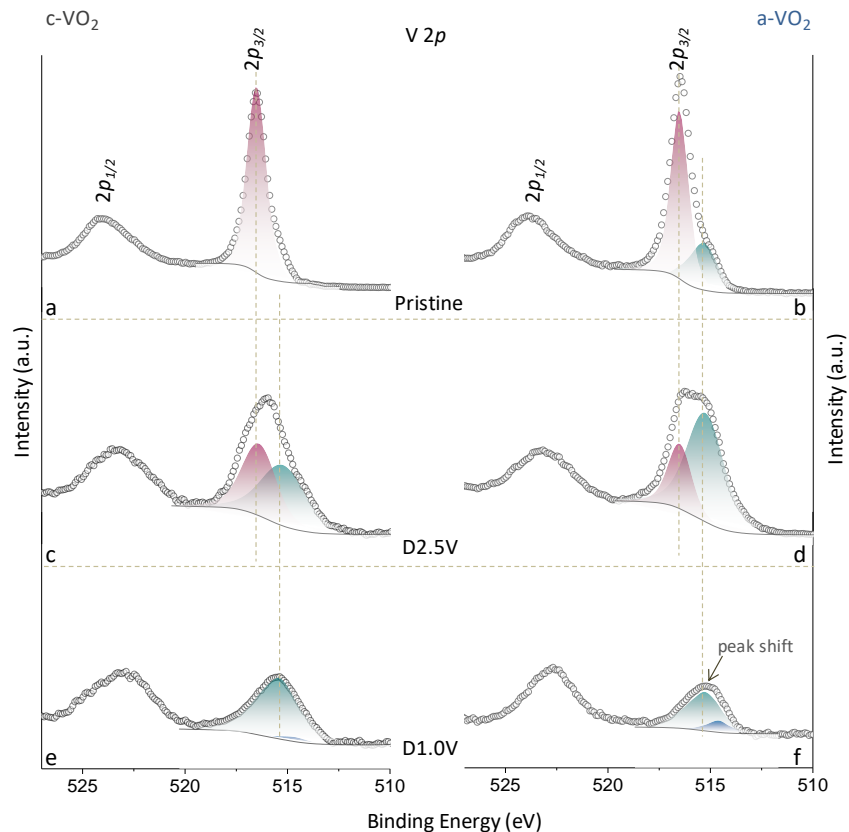 c-VO₂
V 2p
a-VO₂
2p₃/₂
2p₃/₂
2p₁/₂
2p₁/₂
a
Pristine
b
Intensity (a.u.)
Intensity (a.u.)
c
D2.5V
d
peak shift
e
D1.0V
f
525 520 515 510
525 520 515 510
Binding Energy (eV)